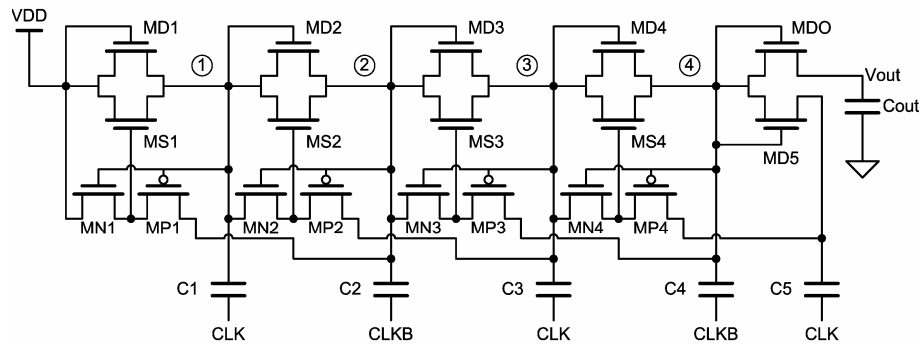 VDD
MD1 MD2 MD3 MD4 MDO
1 2 3 4 Vout
Cout
MS1 MS2 MS3 MS4 MD5
MN1 MP1 MN2 MP2 MN3 MP3 MN4 MP4
C1 C2 C3 C4 C5
CLK CLKB CLK CLKB CLK